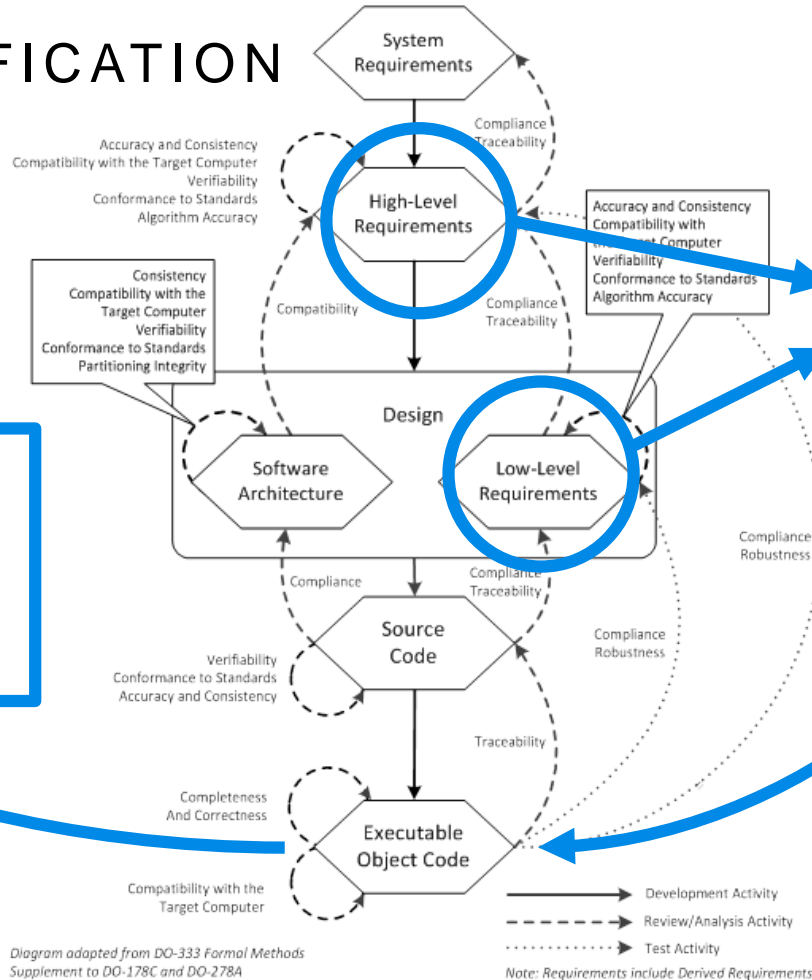 FICATION
System
Requirements
Compliance
Traceability
Accuracy and Consistency
Compatibility with the Target Computer
Verifiability
Conformance to Standards
Algorithm Accuracy
High-Level
Requirements
Accuracy and Consistency
Compatibility with
Target Computer
Verifiability
Conformance to Standards
Algorithm Accuracy
Consistency
Compatibility with the
Target Computer
Verifiability
Conformance to Standards
Partitioning Integrity
Compatibility
Compliance
Traceability
Design
Software
Architecture
Low-Level
Requirements
Compliance
Robustness
Compliance
Compliance
Traceability
Source
Code
Compliance
Robustness
Verifiability
Conformance to Standards
Accuracy and Consistency
Traceability
Completeness
And Correctness
Executable
Object Code
Compatibility with the
Target Computer
Development Activity
Review/Analysis Activity
Test Activity
Diagram adapted from DO-333 Formal Methods
Supplement to DO-178C and DO-278A
Note: Requirements include Derived Requirements